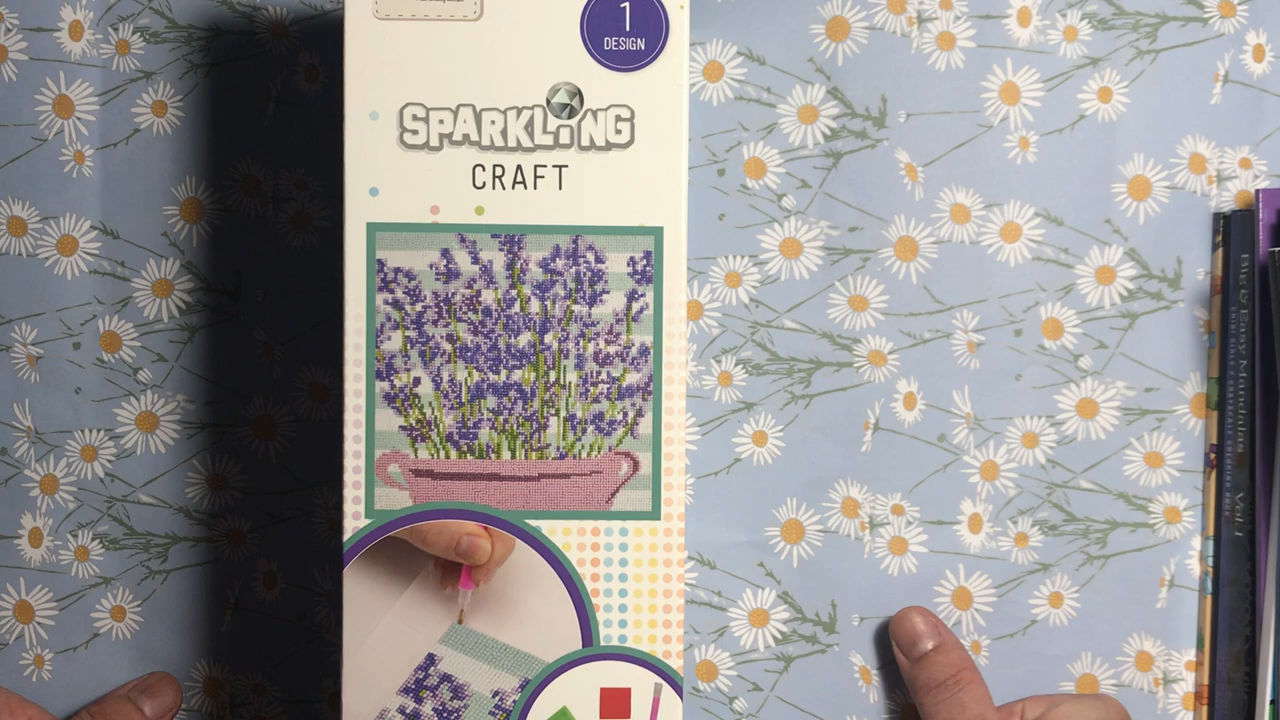 1
DESIGN
SPARKLING
CRAFT
Big & Easy Mandalas Vol. 1